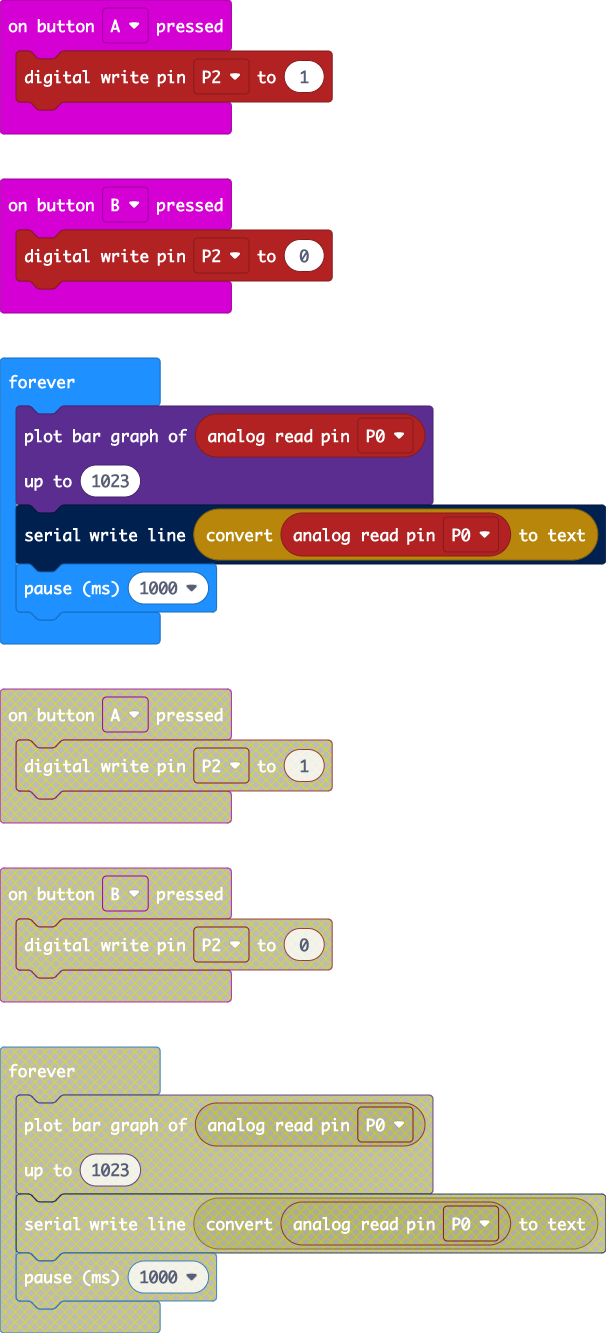 on button A pressed
digital write pin P2 to 1
on button B pressed
digital write pin P2 to 0
forever
plot bar graph of analog read pin P0
up to 1023
serial write line convert analog read pin P0 to text
pause (ms) 1000
on button A pressed
digital write pin P2 to 1
on button B pressed
digital write pin P2 to 0
forever
plot bar graph of analog read pin P0
up to 1023
serial write line convert analog read pin P0 to text
pause (ms) 1000